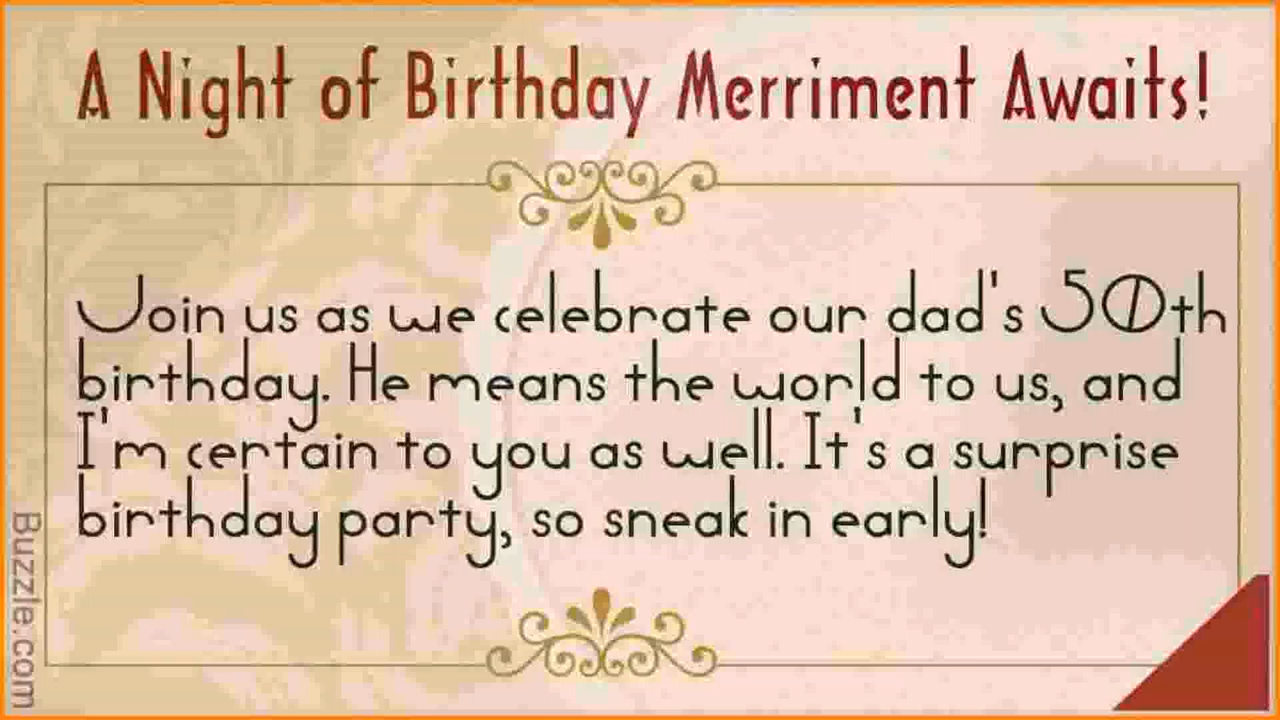 A Night of Birthday Merriment Awaits!
Join us as we celebrate our dad's 50th
birthday. He means the world to us, and
I'm certain to you as well. It's a surprise
birthday party, so sneak in early!
Buzzle.com